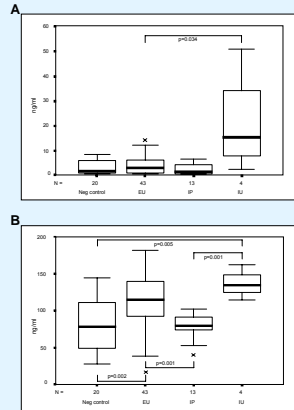 A
60
p=0.034
50
40
30
ng/ml
20
10
0
N = 20 43 13 4
Neg control EU IP IU
B
200
p=0.005
p=0.001
150
100
ng/ml
50
p=0.001
p=0.002
0
N = 20 43 13 4
Neg control EU IP IU